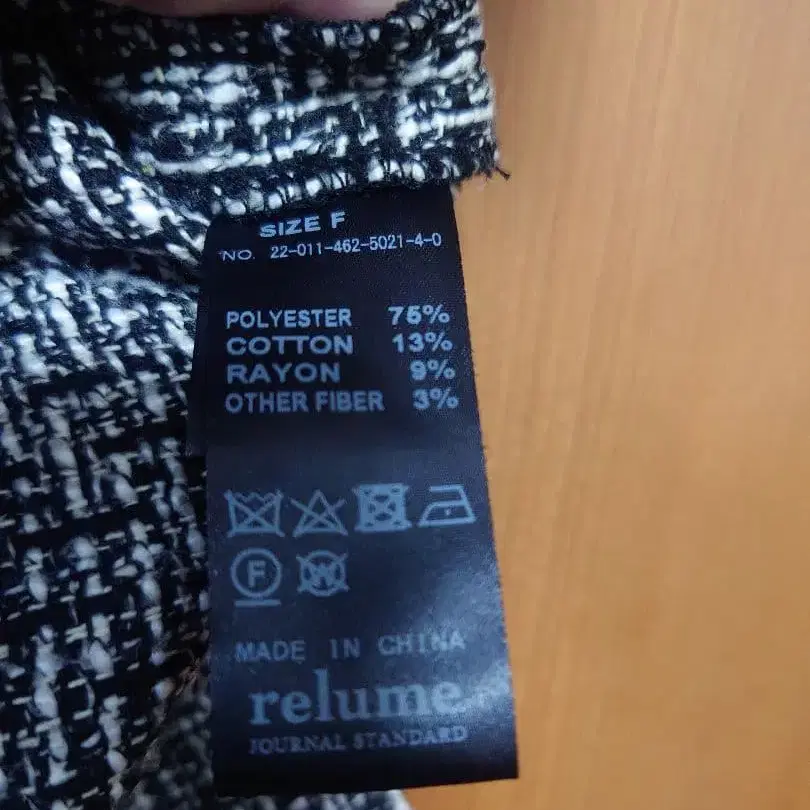 SIZE F
NO. 22-011-462-5021-4-0
POLYESTER 75%
COTTON 13%
RAYON 9%
OTHER FIBER 3%
F W
MADE IN CHINA
relume
JOURNAL STANDARD